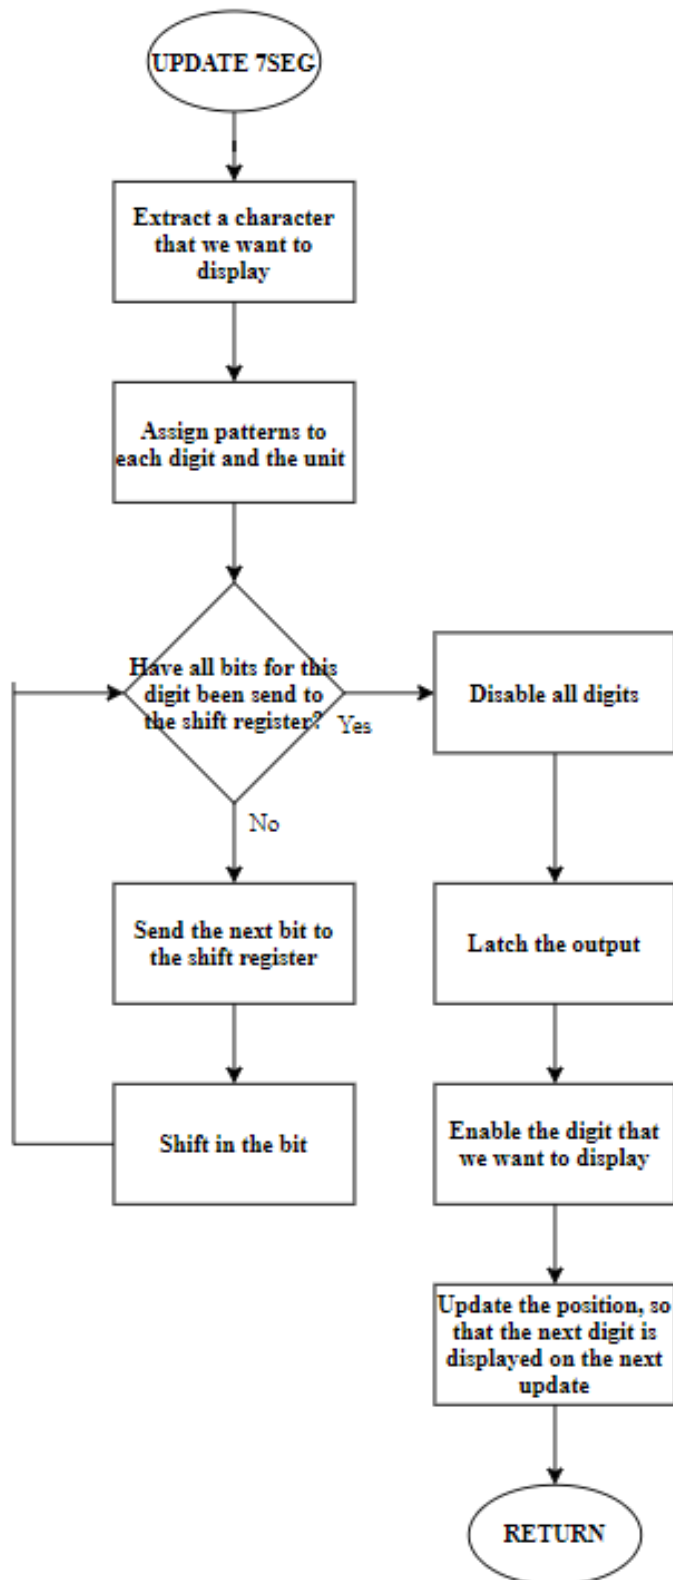 UPDATE 7SEG
Extract a character
that we want to
display
Assign patterns to
each digit and the unit
Have all bits for this
digit been send to
the shift register?
Yes
No
Send the next bit to
the shift register
Shift in the bit
Disable all digits
Latch the output
Enable the digit that
we want to display
Update the position, so
that the next digit is
displayed on the next
update
RETURN